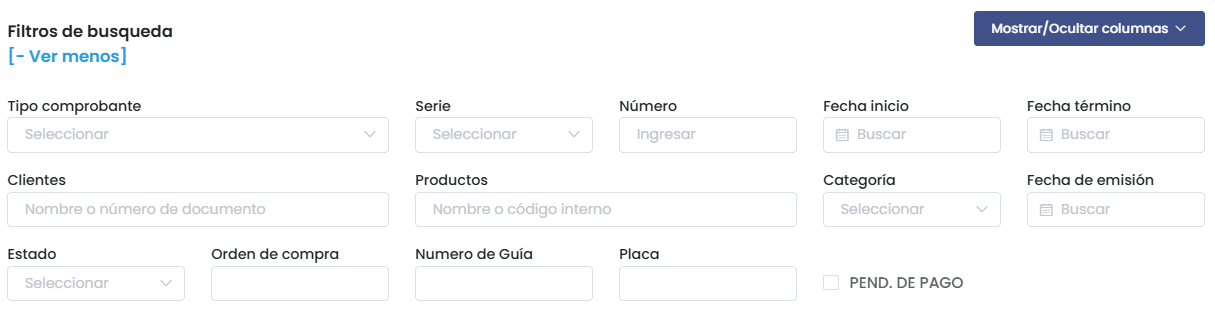 Filtros de busqueda
[- Ver menos]
Mostrar/Ocultar columnas
Tipo comprobante
Serie
Número
Fecha inicio
Fecha término
Seleccionar
Seleccionar
Ingresar
Buscar
Buscar
Clientes
Productos
Categoría
Fecha de emisión
Nombre o número de documento
Nombre o código interno
Seleccionar
Buscar
Estado
Orden de compra
Numero de Guía
Placa
Seleccionar
PEND. DE PAGO